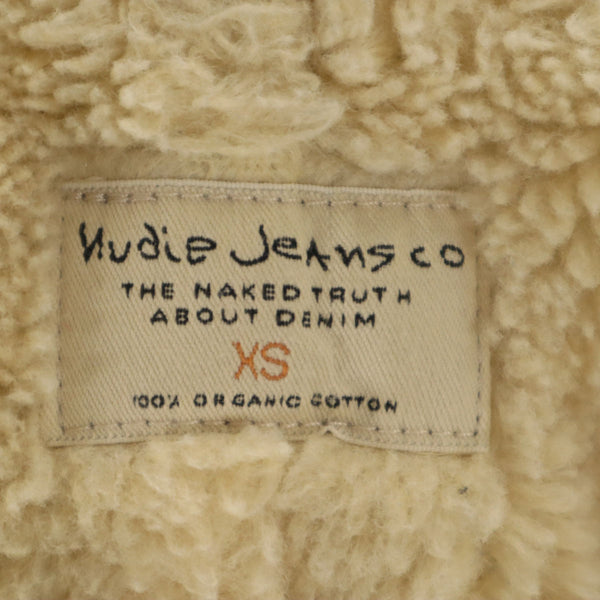 Nudie Jeans co
THE NAKED TRUTH
ABOUT DENIM
XS
100% ORGANIC COTTON